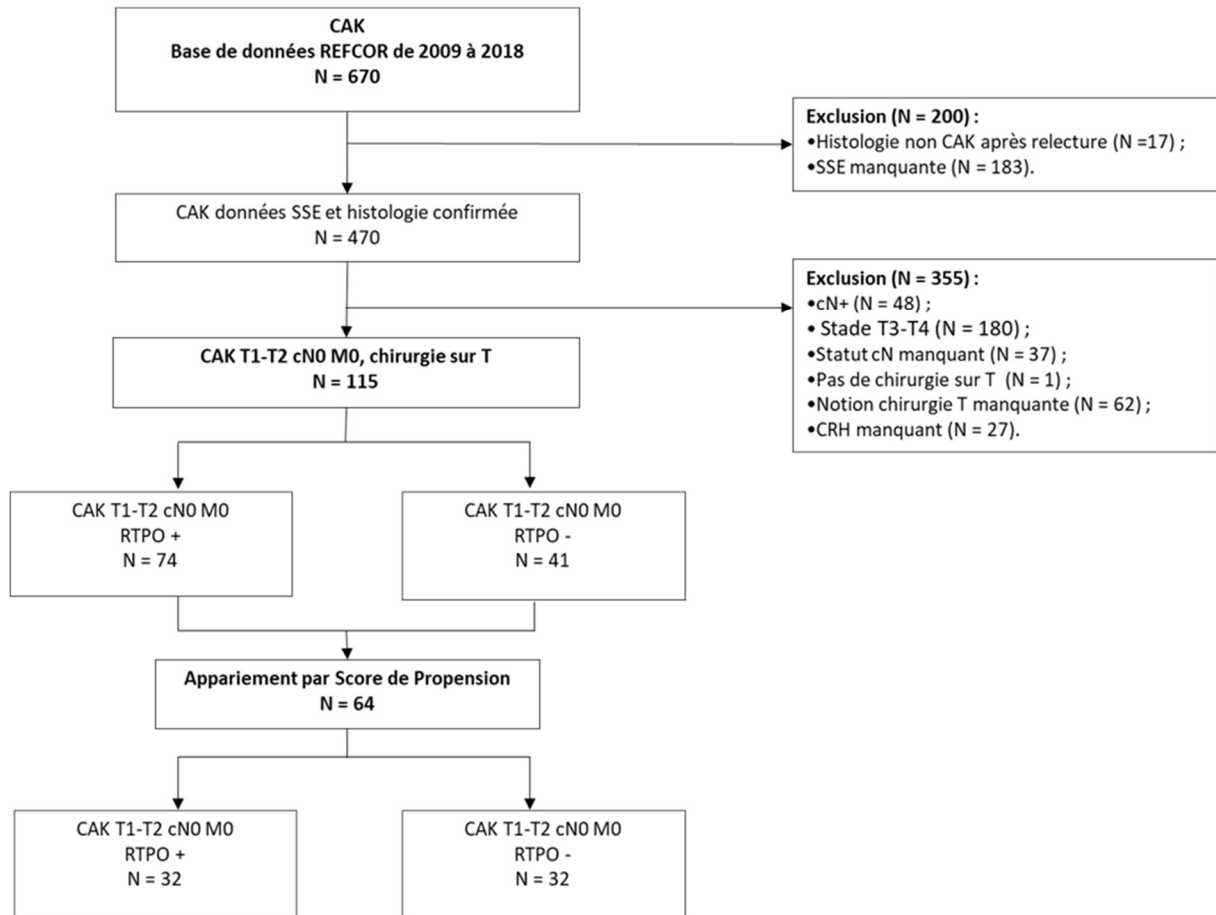 CAK
Base de données REFCOR de 2009 à 2018
N = 670
Exclusion (N = 200) :
•Histologie non CAK après relecture (N =17) ;
•SSE manquante (N = 183).
CAK données SSE et histologie confirmée
N = 470
Exclusion (N = 355) :
•cN+ (N = 48) ;
• Stade T3-T4 (N = 180) ;
•Statut cN manquant (N = 37) ;
•Pas de chirurgie sur T (N = 1) ;
•Notion chirurgie T manquante (N = 62) ;
•CRH manquant (N = 27).
CAK T1-T2 cN0 M0, chirurgie sur T
N = 115
CAK T1-T2 cN0 M0
RTPO +
N = 74
CAK T1-T2 cN0 M0
RTPO -
N = 41
Appariement par Score de Propension
N = 64
CAK T1-T2 cN0 M0
RTPO +
N = 32
CAK T1-T2 cN0 M0
RTPO -
N = 32